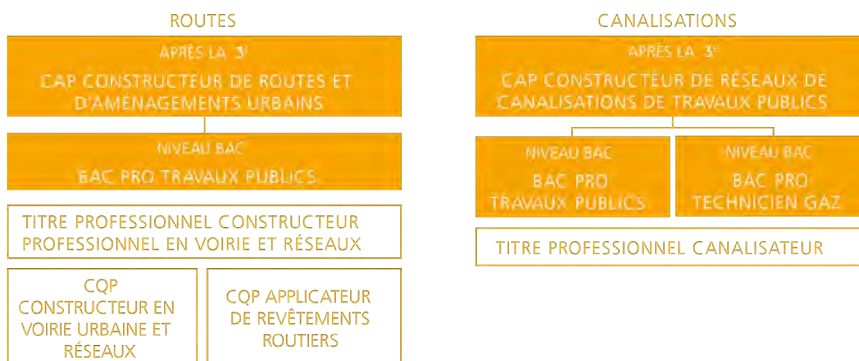 ROUTES
APRÈS LA 3e
CAP CONSTRUCTEUR DE ROUTES ET
D'AMÉNAGEMENTS URBAINS
NIVEAU BAC
BAC PRO TRAVAUX PUBLICS
TITRE PROFESSIONNEL CONSTRUCTEUR
PROFESSIONNEL EN VOIRIE ET RÉSEAUX
CQP
CONSTRUCTEUR EN
VOIRIE URBAINE ET
RÉSEAUX
CQP APPLICATEUR
DE REVÊTEMENTS
ROUTIERS
CANALISATIONS
APRÈS LA 3e
CAP CONSTRUCTEUR DE RÉSEAUX DE
CANALISATIONS DE TRAVAUX PUBLICS
NIVEAU BAC
BAC PRO
TRAVAUX PUBLICS
NIVEAU BAC
BAC PRO
TECHNICIEN GAZ
TITRE PROFESSIONNEL CANALISATEUR